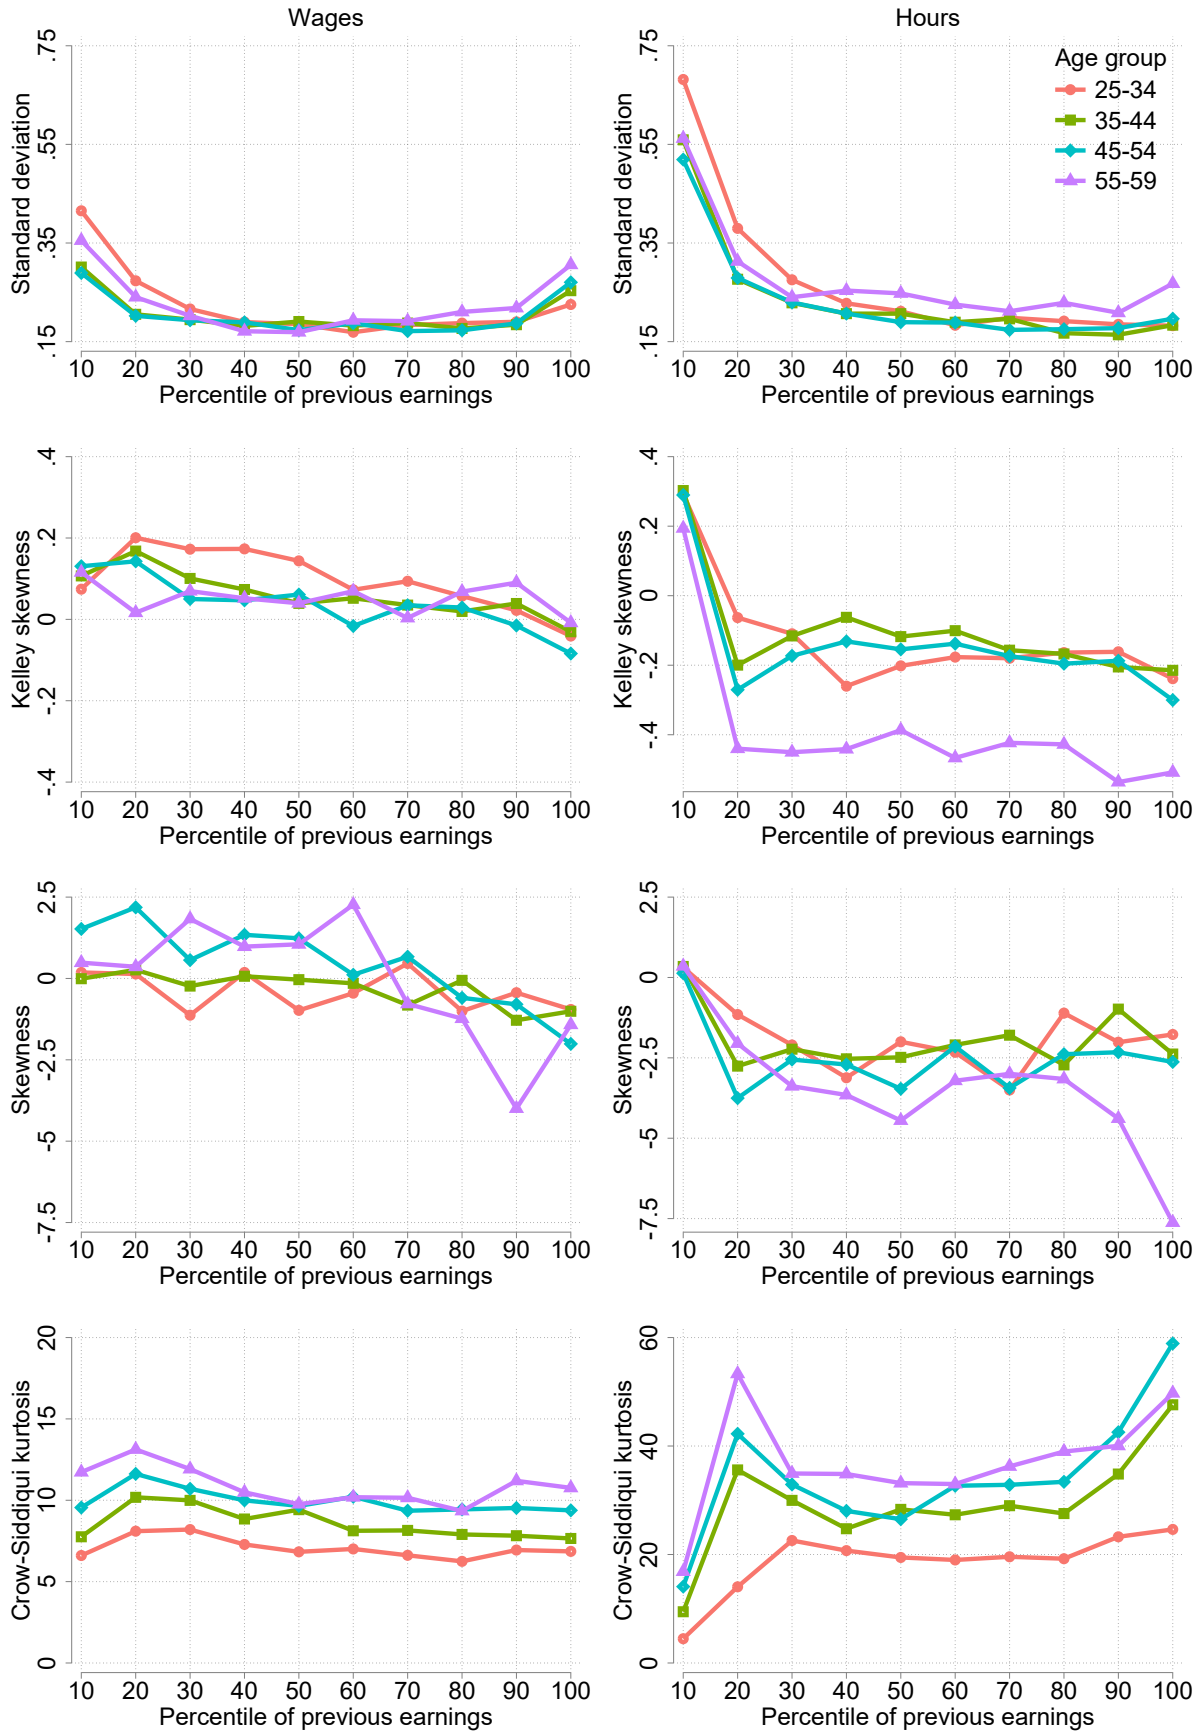 Wages
Hours
Standard deviation
.75
.55
.35
.15
10 20 30 40 50 60 70 80 90 100
Percentile of previous earnings
Standard deviation
.75
.55
.35
.15
Age group
25-34
35-44
45-54
55-59
10 20 30 40 50 60 70 80 90 100
Percentile of previous earnings
Kelley skewness
.4
.2
0
-.2
-.4
10 20 30 40 50 60 70 80 90 100
Percentile of previous earnings
Kelley skewness
.4
.2
0
-.2
-.4
10 20 30 40 50 60 70 80 90 100
Percentile of previous earnings
Skewness
2.5
0
-2.5
-5
-7.5
10 20 30 40 50 60 70 80 90 100
Percentile of previous earnings
Skewness
2.5
0
-2.5
-5
-7.5
10 20 30 40 50 60 70 80 90 100
Percentile of previous earnings
Crow-Siddiqui kurtosis
20
15
10
5
0
10 20 30 40 50 60 70 80 90 100
Percentile of previous earnings
Crow-Siddiqui kurtosis
60
40
20
0
10 20 30 40 50 60 70 80 90 100
Percentile of previous earnings